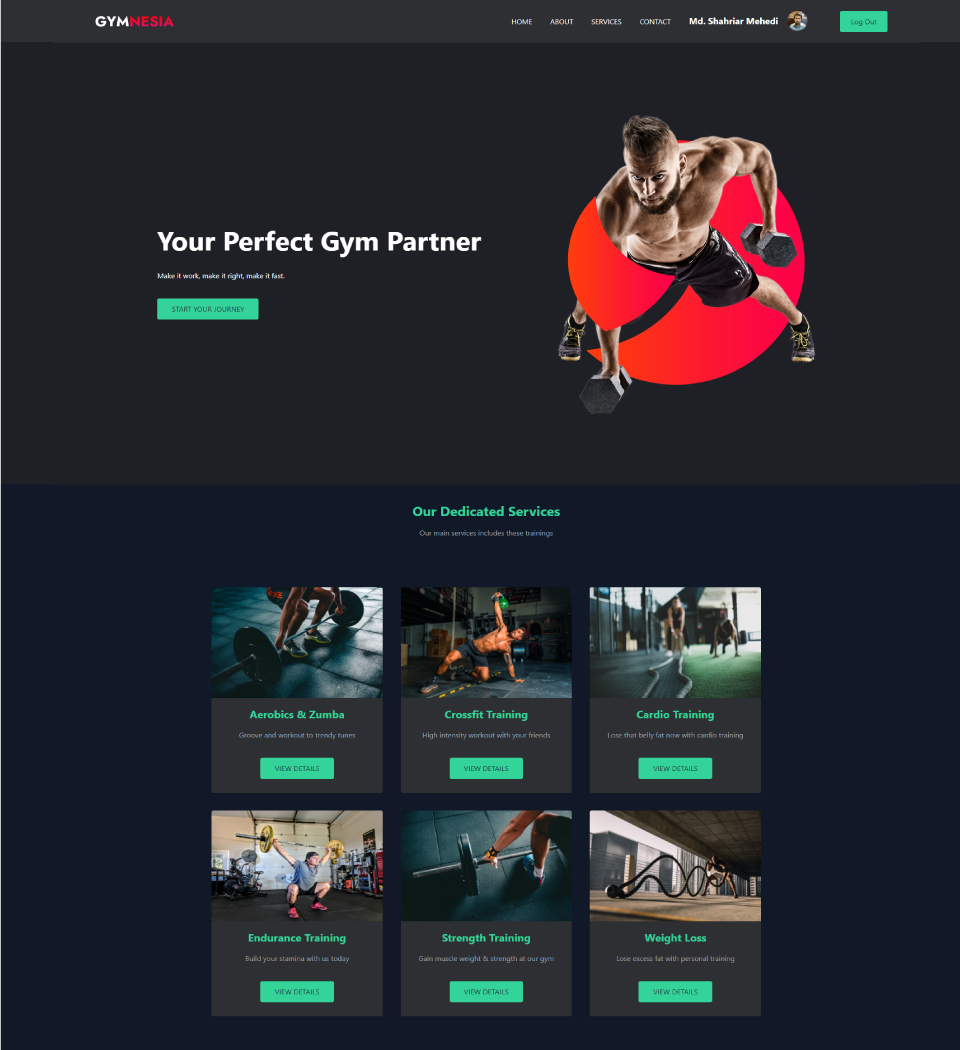 GYMNESIA
HOME ABOUT SERVICES CONTACT Md. Shahriar Mehedi Log Out
Your Perfect Gym Partner
Make it work, make it right, make it fast.
START YOUR JOURNEY
Our Dedicated Services
Our main services includes these trainings
Aerobics & Zumba
Groove and workout to trendy tunes
VIEW DETAILS
Crossfit Training
High intensity workout with your friends
VIEW DETAILS
Cardio Training
Lose that belly fat now with cardio training
VIEW DETAILS
Endurance Training
Build your stamina with us today
VIEW DETAILS
Strength Training
Gain muscle weight & strength at our gym
VIEW DETAILS
Weight Loss
Lose excess fat with personal training
VIEW DETAILS